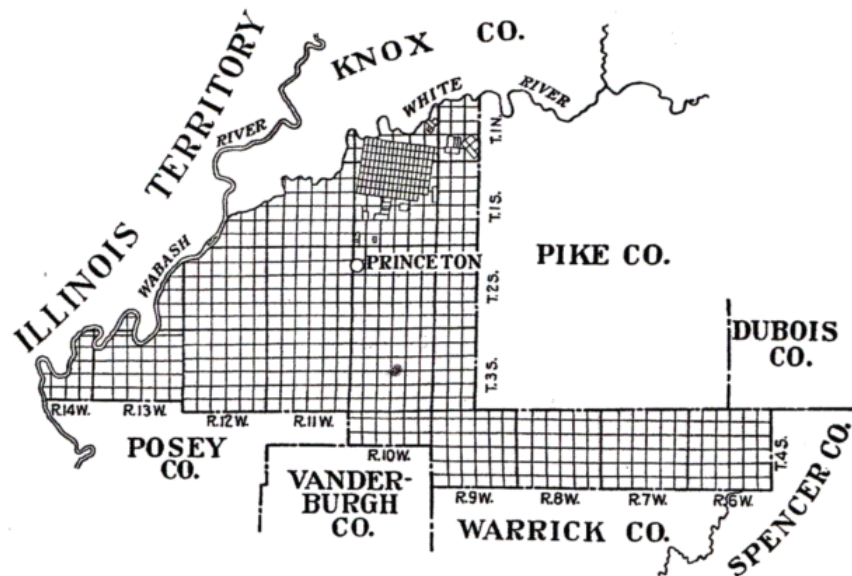 ILLINOIS TERRITORY
KNOX CO.
WHITE RIVER
RIVER
WABASH
T.1N.
T.1S.
PRINCETON
PIKE CO.
T.2S.
DUBOIS
CO.
T.3S.
R.14W. R.13W. R.12W. R.11W.
POSEY
CO.
R.10W.
T.4S.
VANDER-
BURGH
CO.
R.9W. R.8W. R.7W. R.6W.
WARRICK CO.
SPENCER CO.